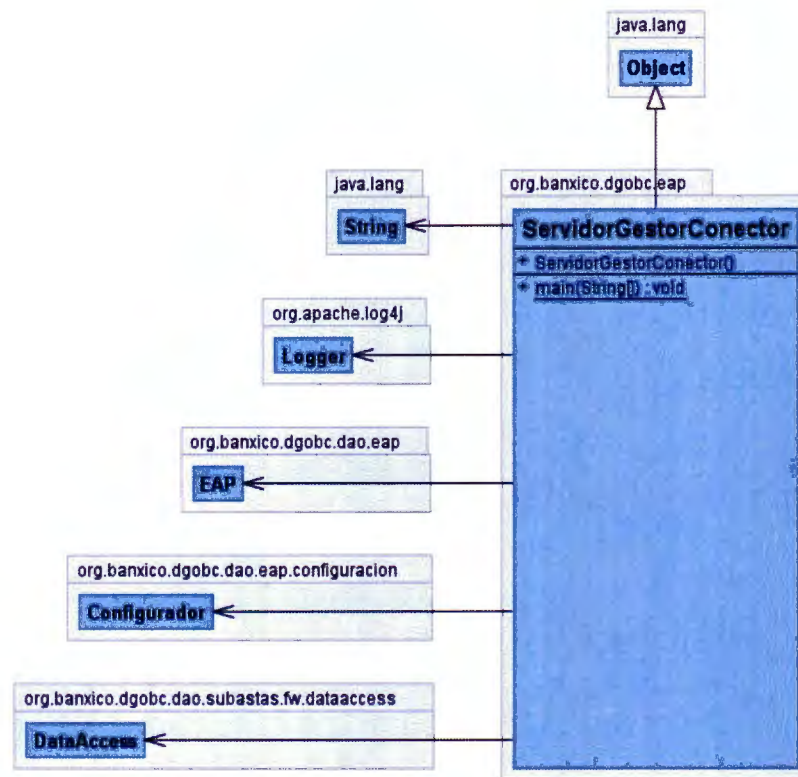 java.lang
Object
java.lang
String
org.banxico.dgobc.eap
ServidorGestorConector
+ ServidorGestorConector()
+ main(String[]) : void
org.apache.log4j
Logger
org.banxico.dgobc.dao.eap
EAP
org.banxico.dgobc.dao.eap.configuracion
Configurador
org.banxico.dgobc.dao.subastas.fw.dataaccess
DataAccess